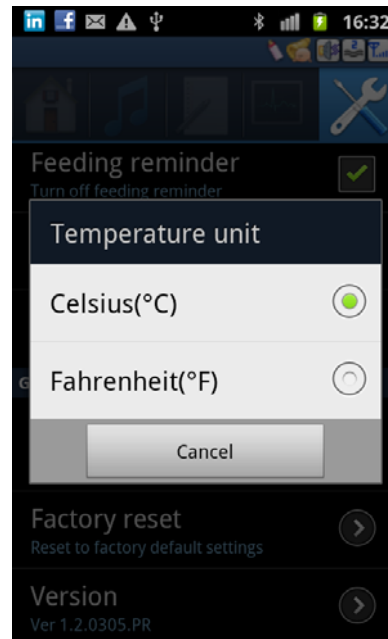 16:32
Feeding reminder
Turn off feeding reminder
Temperature unit
Celsius(°C)
G
Fahrenheit(°F)
Cancel
Factory reset
Reset to factory default settings
Version
Ver 1.2.0305.PR